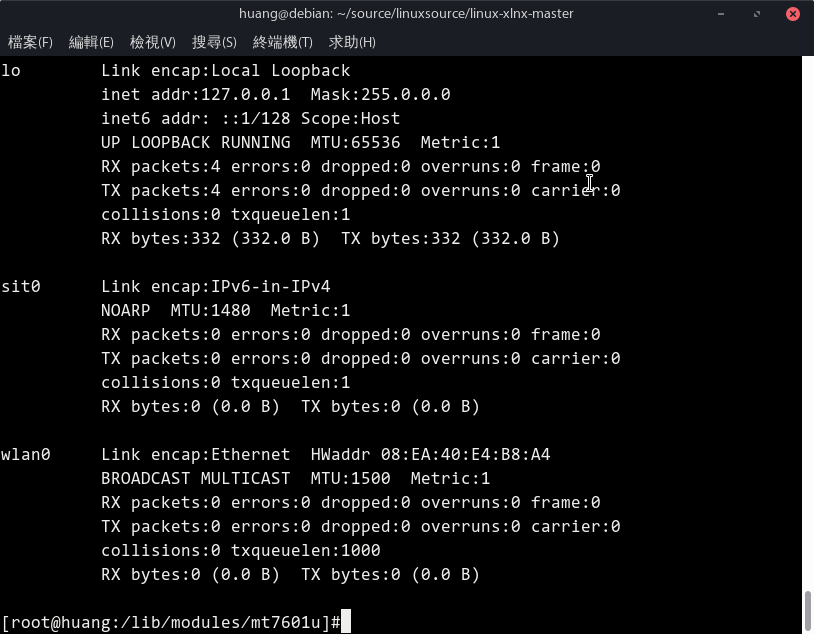 huang@debian: ~/source/linuxsource/linux-xlnx-master
檔案(F) 編輯(E) 檢視(V) 搜尋(S) 終端機(T) 求助(H)
lo        Link encap:Local Loopback
          inet addr:127.0.0.1  Mask:255.0.0.0
          inet6 addr: ::1/128 Scope:Host
          UP LOOPBACK RUNNING  MTU:65536  Metric:1
          RX packets:4 errors:0 dropped:0 overruns:0 frame:0
          TX packets:4 errors:0 dropped:0 overruns:0 carrier:0
          collisions:0 txqueuelen:1
          RX bytes:332 (332.0 B)  TX bytes:332 (332.0 B)

sit0      Link encap:IPv6-in-IPv4
          NOARP  MTU:1480  Metric:1
          RX packets:0 errors:0 dropped:0 overruns:0 frame:0
          TX packets:0 errors:0 dropped:0 overruns:0 carrier:0
          collisions:0 txqueuelen:1
          RX bytes:0 (0.0 B)  TX bytes:0 (0.0 B)

wlan0     Link encap:Ethernet  HWaddr 08:EA:40:E4:B8:A4
          BROADCAST MULTICAST  MTU:1500  Metric:1
          RX packets:0 errors:0 dropped:0 overruns:0 frame:0
          TX packets:0 errors:0 dropped:0 overruns:0 carrier:0
          collisions:0 txqueuelen:1000
          RX bytes:0 (0.0 B)  TX bytes:0 (0.0 B)

[root@huang:/lib/modules/mt7601u]#